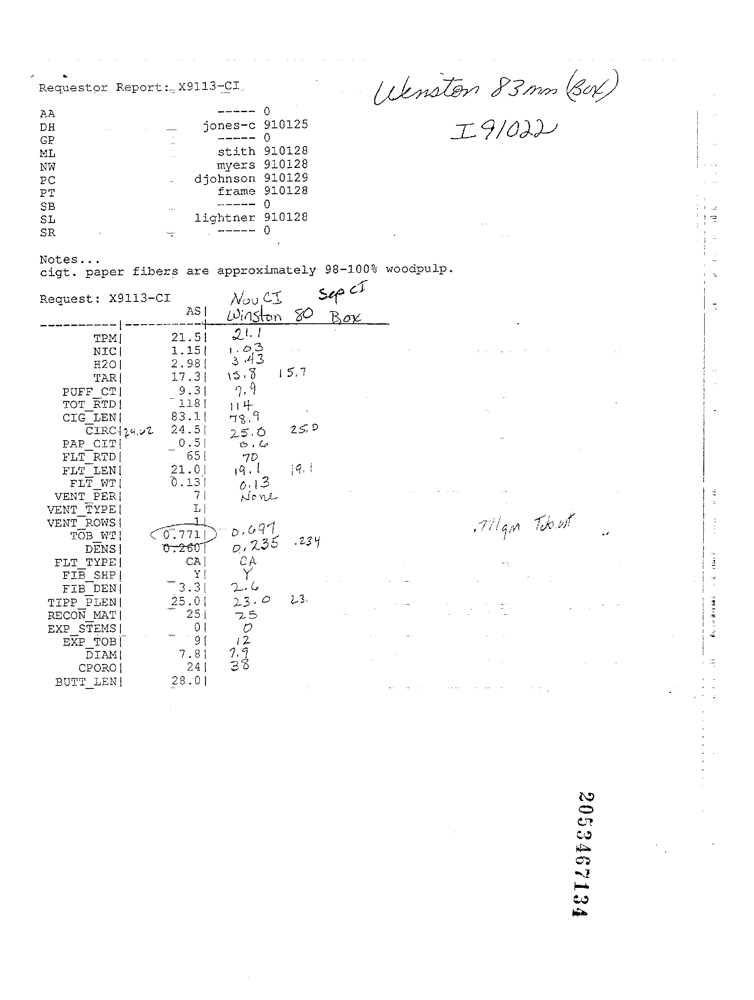 Requestor Report: X9113-CI
Winston 83mm (Box)
I 91022
AA ----- 0
DH jones-c 910125
GP ----- 0
ML stith 910128
NW myers 910128
PC djohnson 910129
PT frame 910128
SB ----- 0
SL lightner 910128
SR ----- 0
Notes...
cigt. paper fibers are approximately 98-100% woodpulp.
Request: X9113-CI Nov CI Sep CI
AS| Winston 80 Box
----------|----------|
TPM| 21.5| 21.1
NIC| 1.15| 1.03
H2O| 2.98| 3.43
TAR| 17.3| 15.8 15.7
PUFF_CT| 9.3| 7.9
TOT_RTD| 118| 114
CIG_LEN| 83.1| 78.9
CIRC| 24.02 24.5| 25.0 25.0
PAP_CIT| 0.5| 0.6
FLT_RTD| 65| 70
FLT_LEN| 21.0| 19.1 19.1
FLT_WT| 0.13| 0.13
VENT_PER| 7| None
VENT_TYPE| L|
VENT_ROWS| 1|
TOB_WT| 0.771| 0.697 .771gm Tob.wt
DENS| 0.260| 0.235 .234
FLT_TYPE| CA| CA
FIB_SHP| Y| Y
FIB_DEN| 3.3| 2.6
TIPP_PLEN| 25.0| 23.0 23.
RECON_MAT| 25| 25
EXP_STEMS| 0| 0
EXP_TOB| 9| 12
DIAM| 7.8| 7.9
CPORO| 24| 38
BUTT_LEN| 28.0|
2053467134